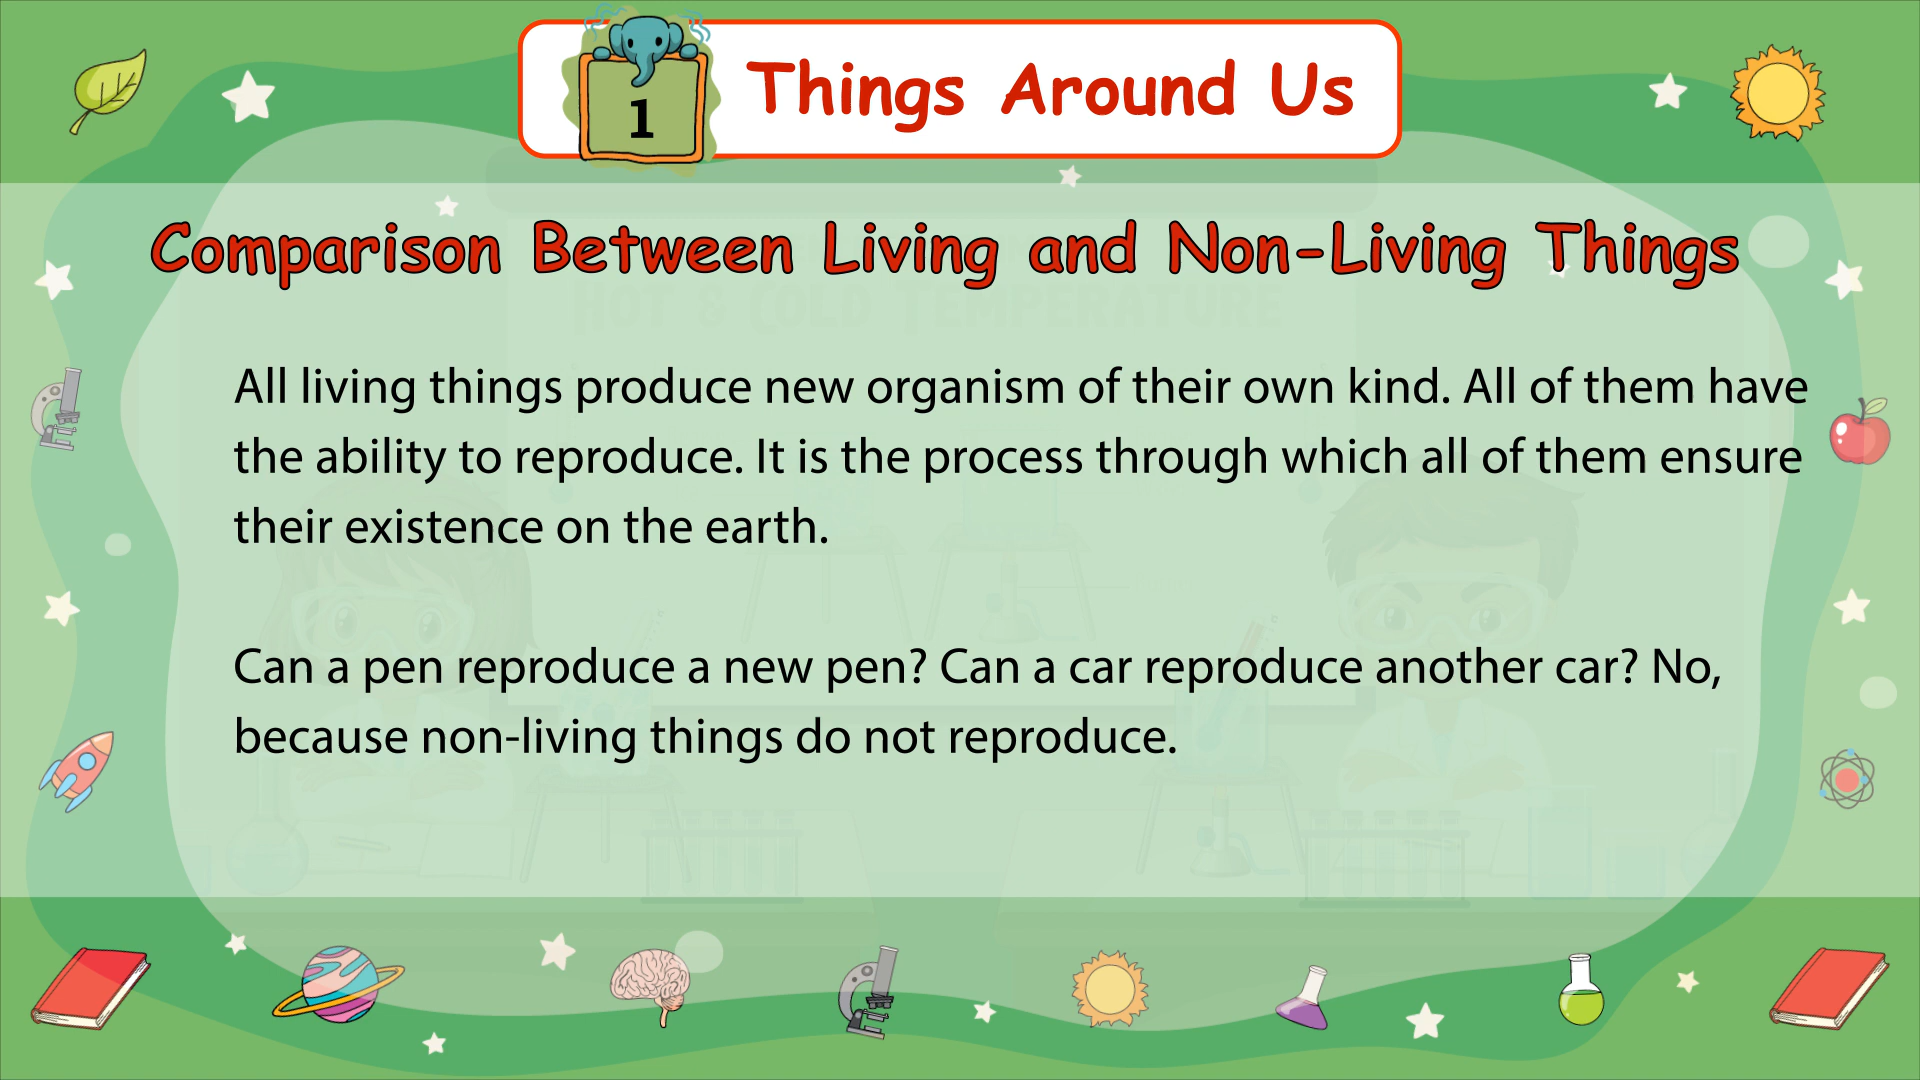 1
Things Around Us
Comparison Between Living and Non-Living Things
HOT & COLD TEMPERATURE
All living things produce new organism of their own kind. All of them have
the ability to reproduce. It is the process through which all of them ensure
their existence on the earth.
Can a pen reproduce a new pen? Can a car reproduce another car? No,
because non-living things do not reproduce.